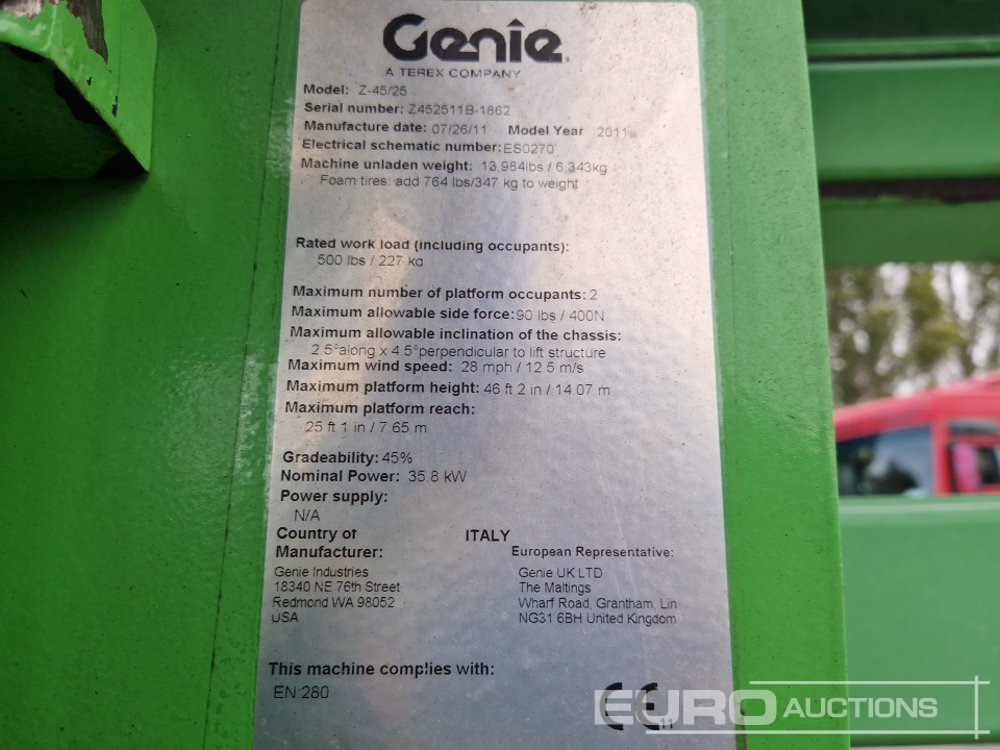 Genie
A TEREX COMPANY
Model: Z-45/25
Serial number: Z452511B-1862
Manufacture date: 07/26/11 Model Year 2011
Electrical schematic number: ES0270
Machine unladen weight: 13,984lbs / 6,343kg
Foam tires: add 764 lbs/347 kg to weight
Rated work load (including occupants):
500 lbs / 227 kg
Maximum number of platform occupants: 2
Maximum allowable side force: 90 lbs / 400N
Maximum allowable inclination of the chassis:
2.5°along x 4.5°perpendicular to lift structure
Maximum wind speed: 28 mph / 12.5 m/s
Maximum platform height: 46 ft 2 in / 14.07 m
Maximum platform reach:
25 ft 1 in / 7.65 m
Gradeability: 45%
Nominal Power: 35.8 kW
Power supply:
N/A
Country of ITALY
Manufacturer: European Representative:
Genie Industries Genie UK LTD
18340 NE 76th Street The Maltings
Redmond WA 98052 Wharf Road, Grantham, Lin
USA NG31 6BH United Kingdom
This machine complies with:
EN:280
CE 11
EURO AUCTIONS